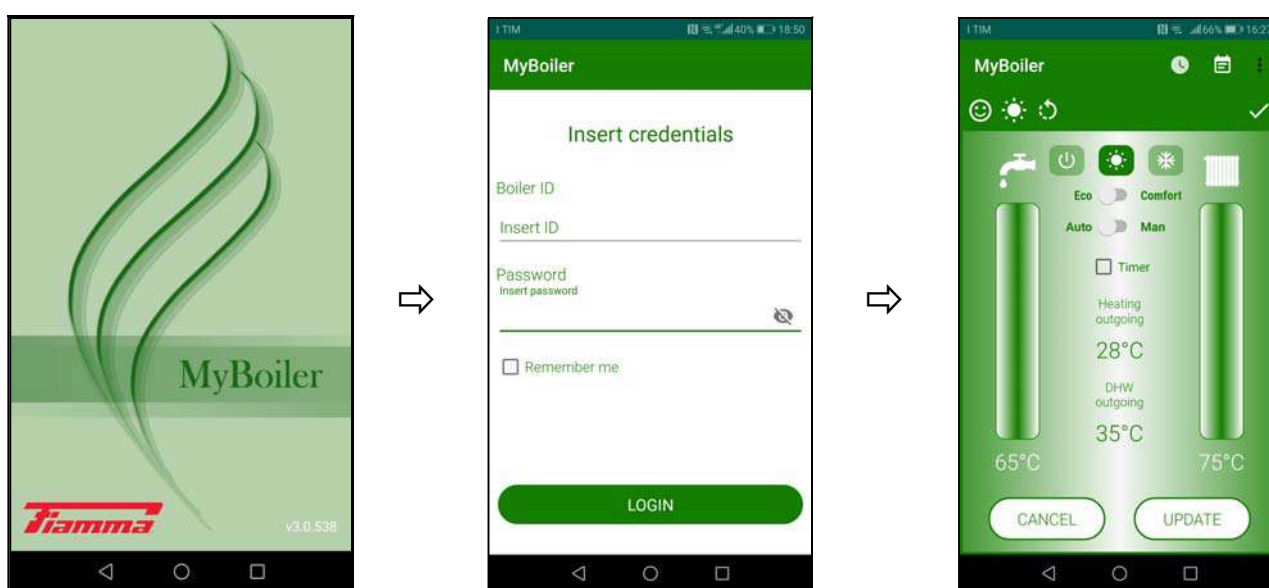 MyBoiler
Fiamma
v3.0.538
I TIM 40% 18:50
MyBoiler
Insert credentials
Boiler ID
Insert ID
Password
Insert password
Remember me
LOGIN
I TIM 66% 16:27
MyBoiler
Eco Comfort
Auto Man
Timer
Heating
outgoing
28°C
DHW
outgoing
35°C
65°C 75°C
CANCEL UPDATE